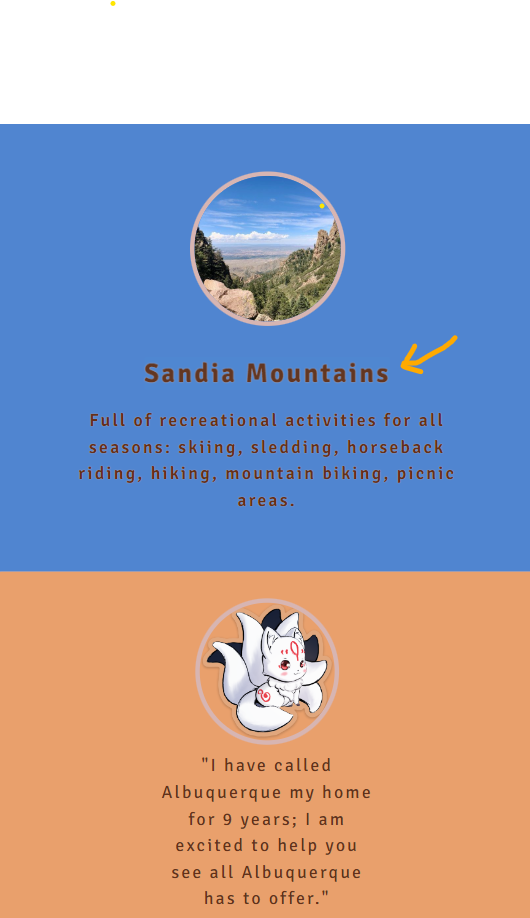 Sandia Mountains
Full of recreational activities for all
seasons: skiing, sledding, horseback
riding, hiking, mountain biking, picnic
areas.
"I have called
Albuquerque my home
for 9 years; I am
excited to help you
see all Albuquerque
has to offer."